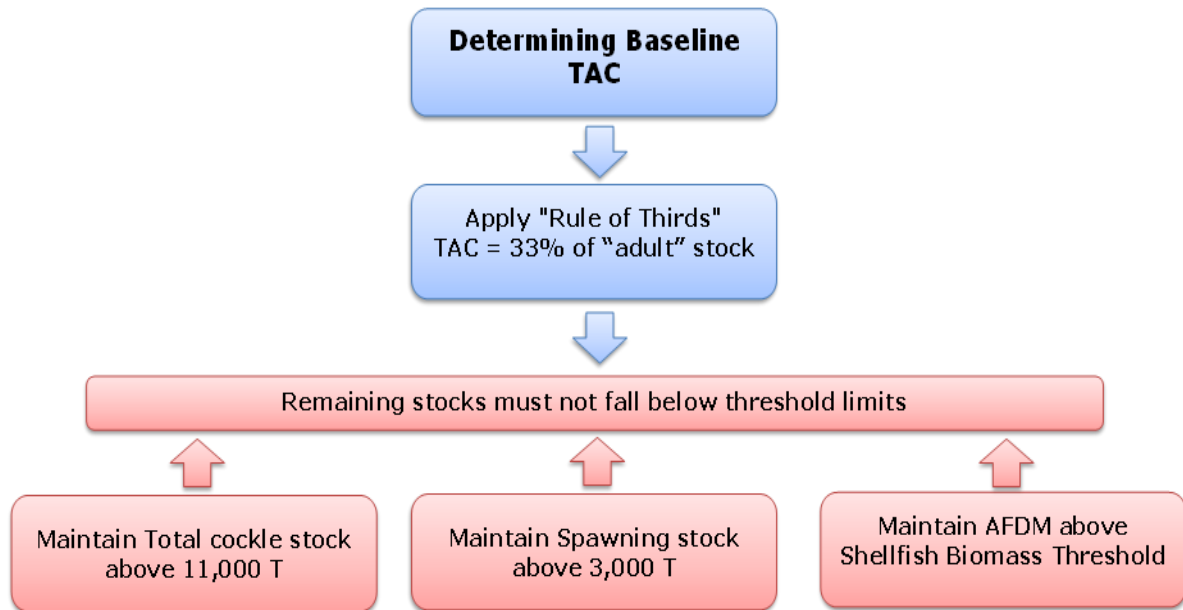 Determining Baseline
TAC
Apply "Rule of Thirds"
TAC = 33% of “adult” stock
Remaining stocks must not fall below threshold limits
Maintain Total cockle stock
above 11,000 T
Maintain Spawning stock
above 3,000 T
Maintain AFDM above
Shellfish Biomass Threshold